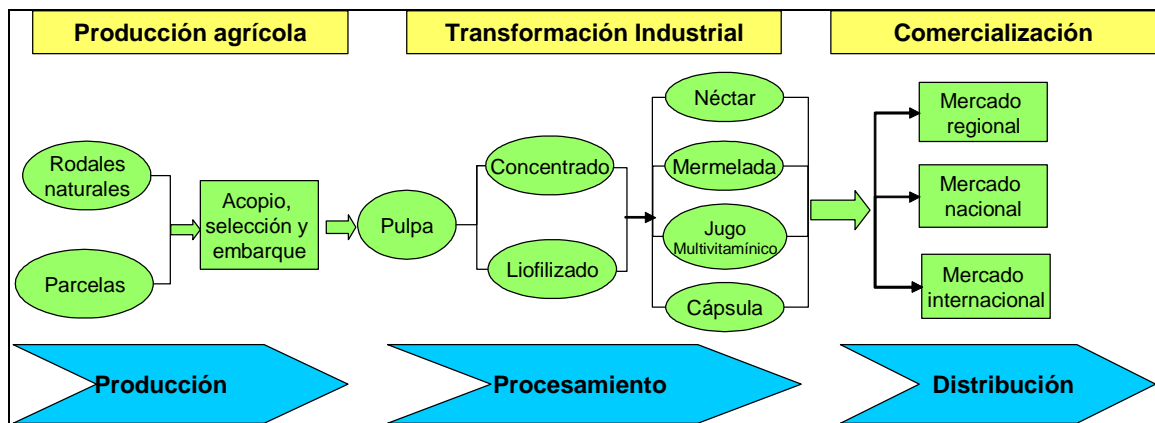 Producción agrícola
Transformación Industrial
Comercialización
Rodales
naturales
Parcelas
Acopio,
selección y
embarque
Pulpa
Concentrado
Liofilizado
Néctar
Mermelada
Jugo
Multivitamínico
Cápsula
Mercado
regional
Mercado
nacional
Mercado
internacional
Producción
Procesamiento
Distribución